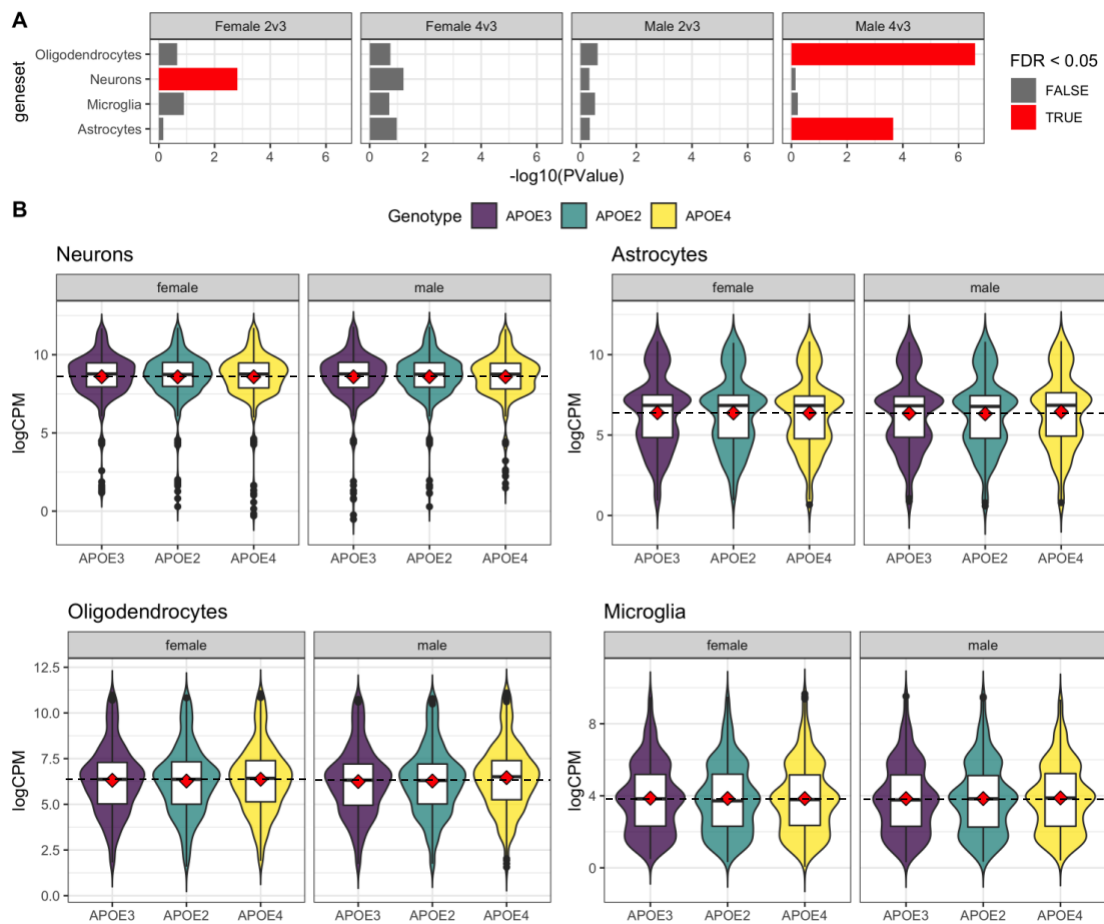 A
Female 2v3 Female 4v3 Male 2v3 Male 4v3
geneset
Oligodendrocytes
Neurons
Microglia
Astrocytes
0 2 4 6 0 2 4 6 0 2 4 6 0 2 4 6
-log10(PValue)
FDR < 0.05
FALSE
TRUE
B
Genotype APOE3 APOE2 APOE4
Neurons
female male
logCPM
10
5
0
APOE3 APOE2 APOE4 APOE3 APOE2 APOE4
Astrocytes
female male
logCPM
10
5
0
APOE3 APOE2 APOE4 APOE3 APOE2 APOE4
Oligodendrocytes
female male
logCPM
12.5
10.0
7.5
5.0
2.5
0.0
APOE3 APOE2 APOE4 APOE3 APOE2 APOE4
Microglia
female male
logCPM
8
4
0
APOE3 APOE2 APOE4 APOE3 APOE2 APOE4